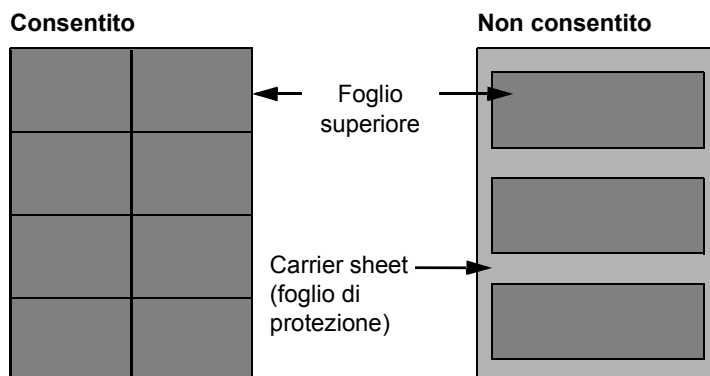 Consentito
Non consentito
Foglio
superiore
Carrier sheet
(foglio di
protezione)